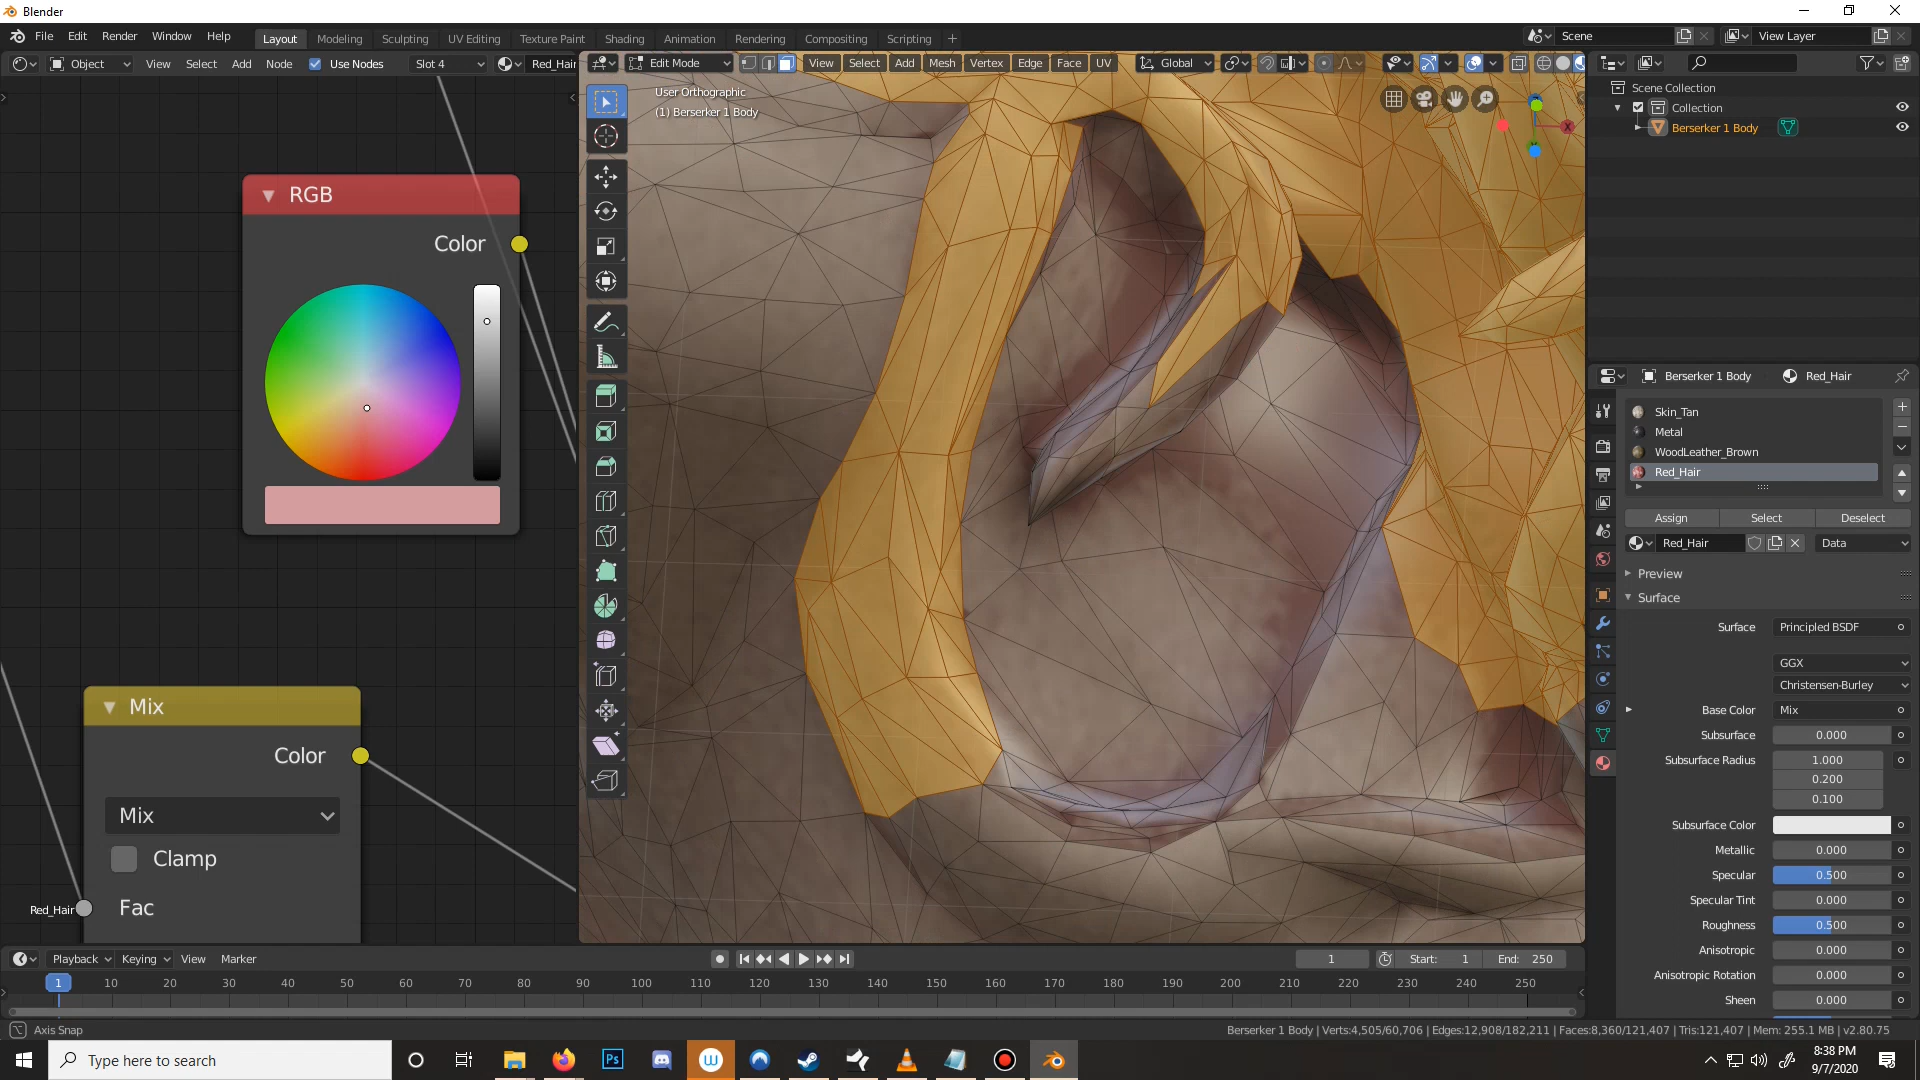 Blender
File Edit Render Window Help
Layout Modeling Sculpting UV Editing Texture Paint Shading Animation Rendering Compositing Scripting +
Scene
View Layer
Object View Select Add Node Use Nodes Slot 4 Red_Hair
Edit Mode View Select Add Mesh Vertex Edge Face UV Global
User Orthographic
(1) Berserker 1 Body
X
RGB
Color
Mix
Color
Mix
Clamp
Fac
Red_Hair
Scene Collection
Collection
Berserker 1 Body
Berserker 1 Body Red_Hair
Skin_Tan
Metal
WoodLeather_Brown
Red_Hair
Assign Select Deselect
Red_Hair Data
Preview
Surface
Surface Principled BSDF
GGX
Christensen-Burley
Base Color Mix
Subsurface 0.000
Subsurface Radius 1.000
0.200
0.100
Subsurface Color
Metallic 0.000
Specular 0.500
Specular Tint 0.000
Roughness 0.500
Anisotropic 0.000
Anisotropic Rotation 0.000
Sheen 0.000
Playback Keying View Marker
1 Start: 1 End: 250
1 10 20 30 40 50 60 70 80 90 100 110 120 130 140 150 160 170 180 190 200 210 220 230 240 250
Axis Snap
Berserker 1 Body | Verts:4,505/60,706 | Edges:12,908/182,211 | Faces:8,360/121,407 | Tris:121,407 | Mem: 255.1 MB | v2.80.75
Type here to search
Ps
W
8:38 PM
9/7/2020